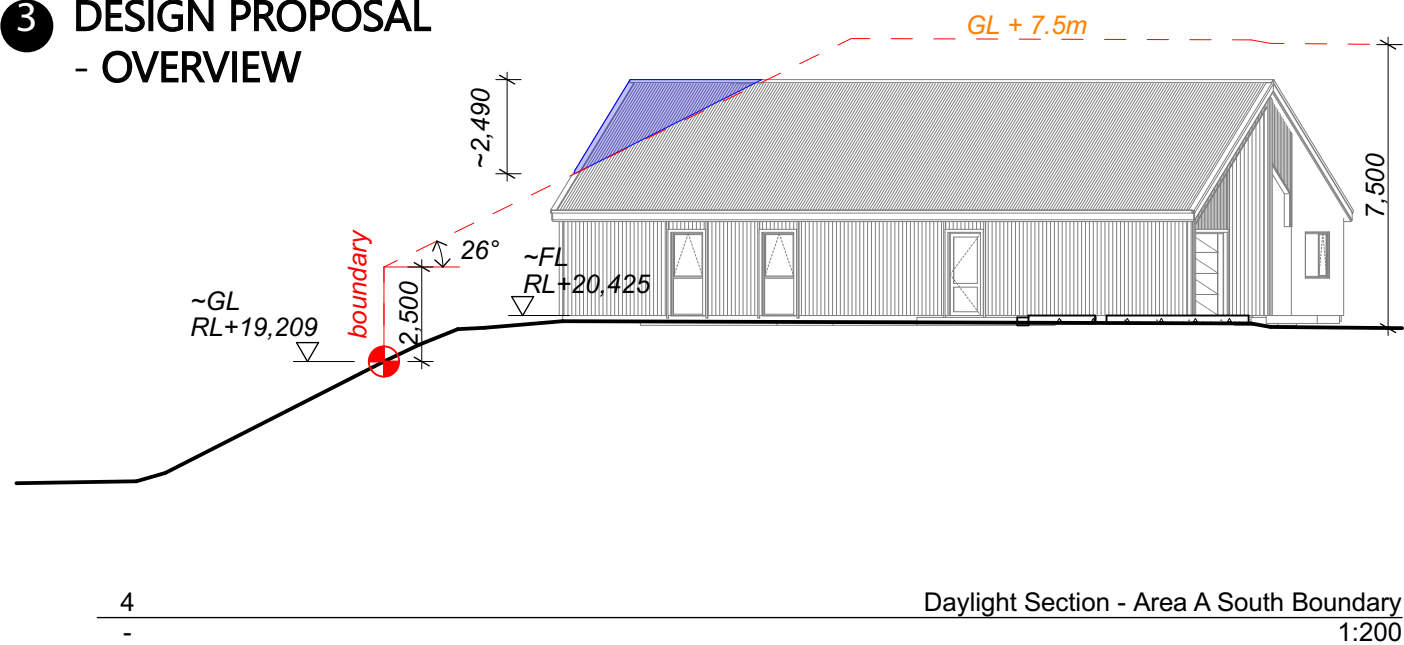 3 DESIGN PROPOSAL
- OVERVIEW
GL + 7.5m
~2,490
7,500
boundary
26°
2,500
~FL
RL+20,425
~GL
RL+19,209
4
Daylight Section - Area A South Boundary
-
1:200